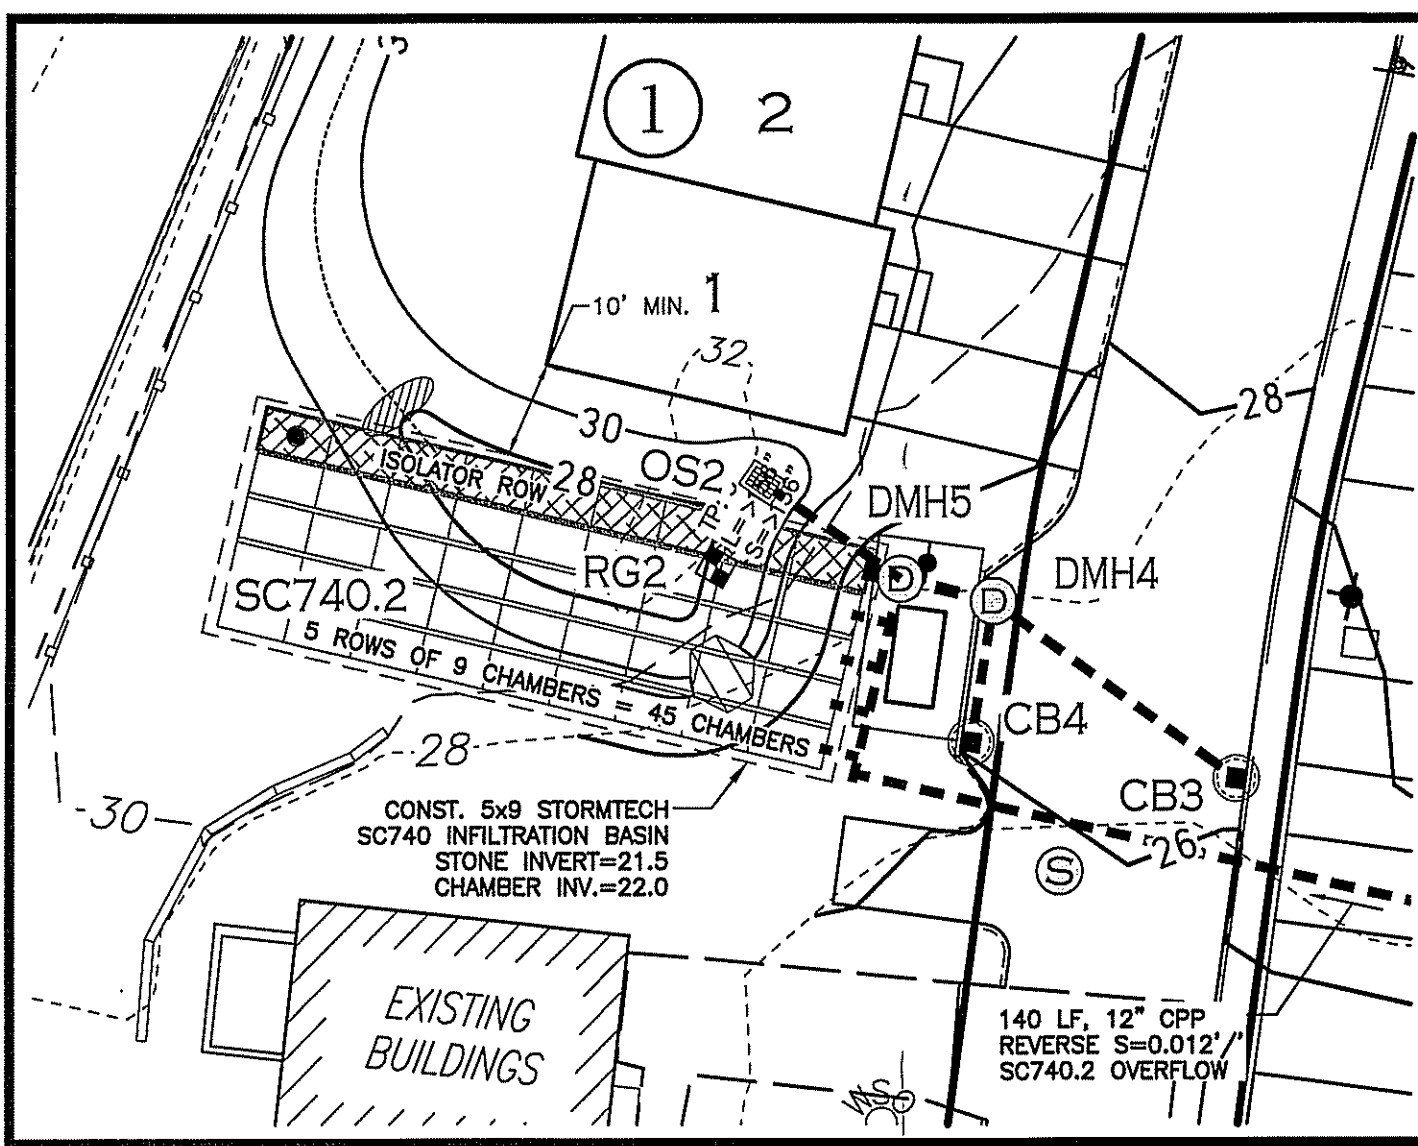 1 2
1
10' MIN.
32
30
28
28
OS2
ISOLATOR ROW
DMH5
RG2
DMH4
SC740.2
5 ROWS OF 9 CHAMBERS = 45 CHAMBERS
D
D
CB4
28
30
CB3
CONST. 5x9 STORMTECH
SC740 INFILTRATION BASIN
STONE INVERT=21.5
CHAMBER INV.=22.0
26
S
EXISTING
BUILDINGS
140 LF, 12" CPP
REVERSE S=0.012'/'
SC740.2 OVERFLOW